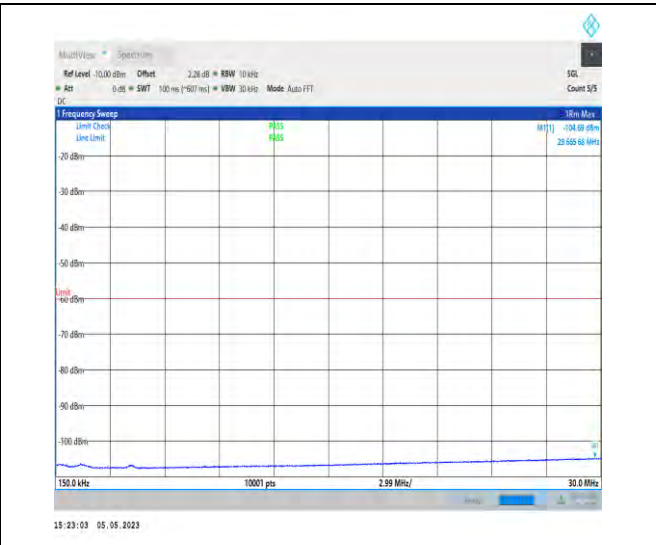 MultiView Spectrum
Ref Level -10.00 dBm Offset 2.28 dB RBW 10 kHz SGL
Att 0 dB SWT 100 ms (~607 ms) VBW 30 kHz Mode Auto FFT Count 5/5
DC
1 Frequency Sweep 1Rm Max
Limit Check PASS M1[1] -104.69 dBm
Line Limit PASS 29.665 68 MHz
-20 dBm
-30 dBm
-40 dBm
-50 dBm
Limit
-60 dBm
-70 dBm
-80 dBm
-90 dBm
-100 dBm
M1
150.0 kHz 10001 pts 2.99 MHz/ 30.0 MHz
15:23:03 05.05.2023